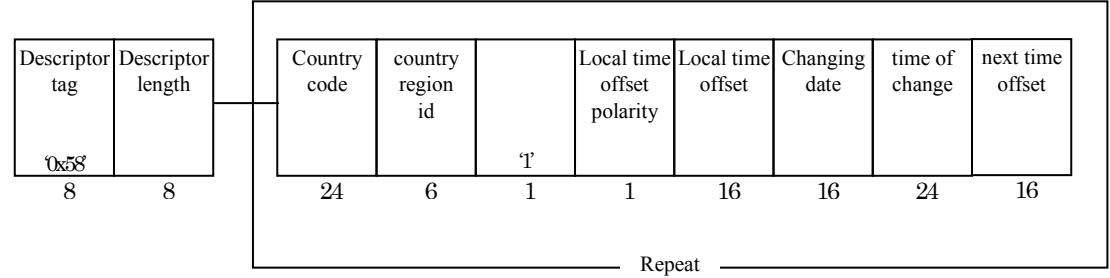 Descriptor Descriptor Country country Local time Local time Changing time of next time
tag length code region offset offset date change offset
id polarity
'0x58' '1'
8 8 24 6 1 1 16 16 24 16
Repeat